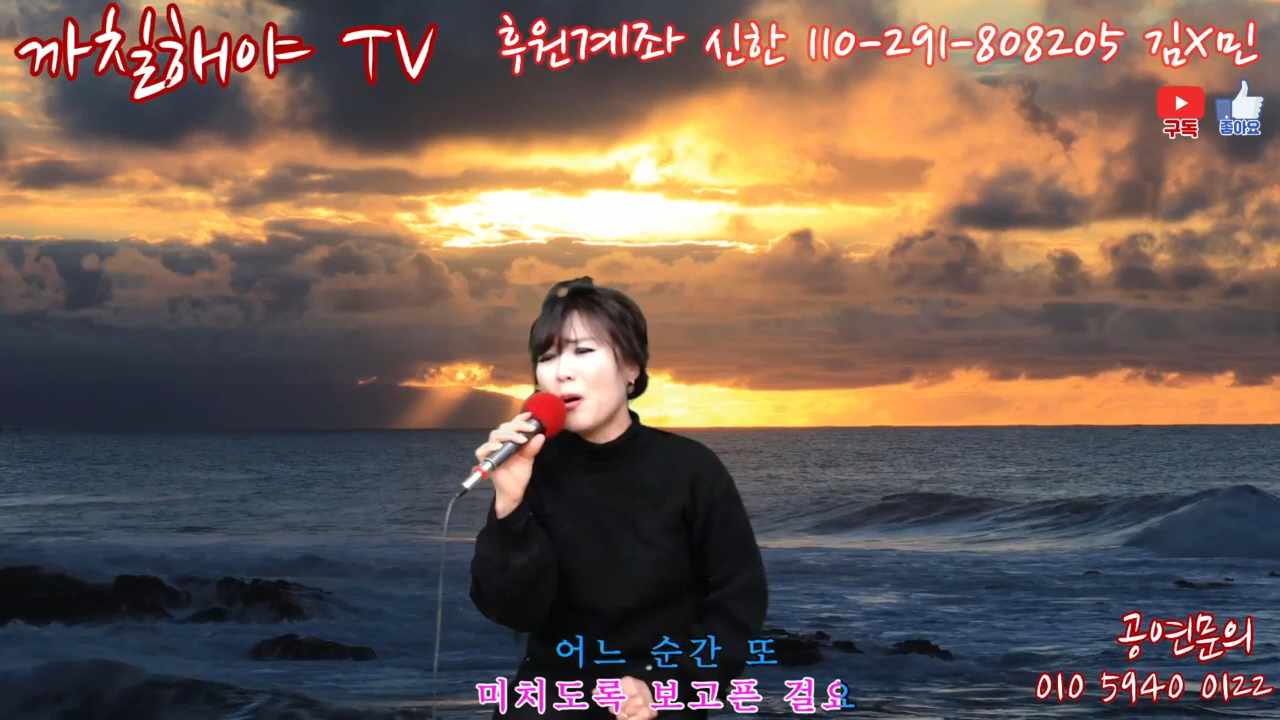 까칠해야 TV
후원계좌 신한 110-291-808205 김X민
구독
좋아요
어느 순간 또
미치도록 보고픈 걸요
공연문의
010 5940 0122